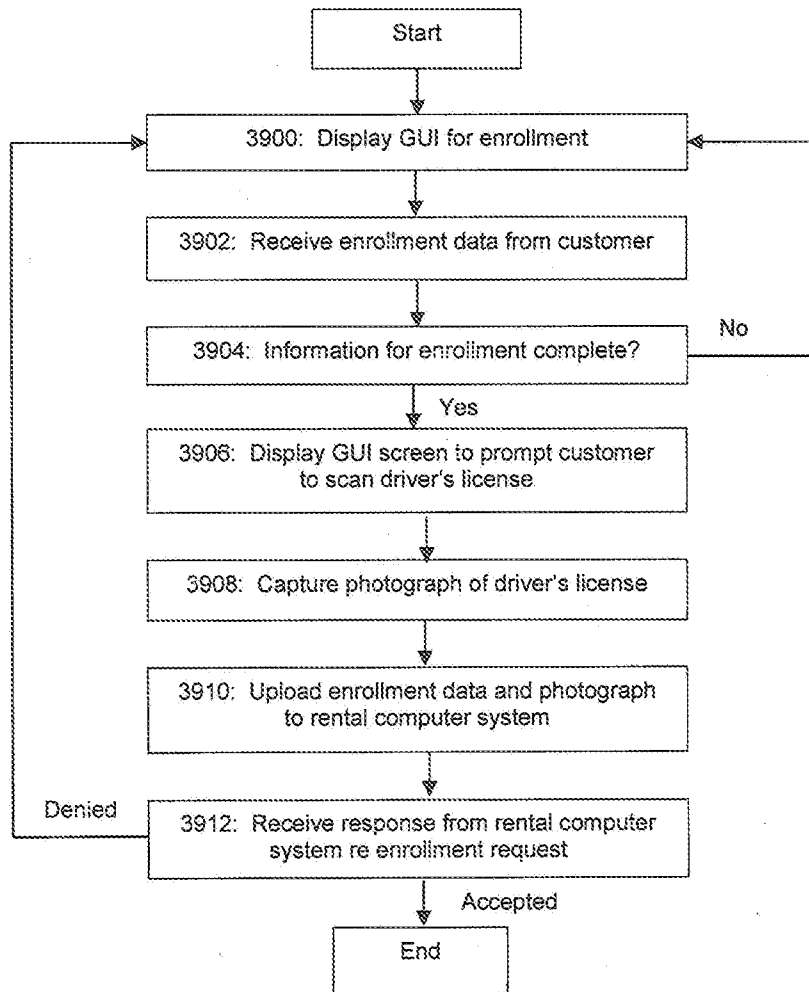 Start
3900: Display GUI for enrollment
3902: Receive enrollment data from customer
3904: Information for enrollment complete?
No
Yes
3906: Display GUI screen to prompt customer
to scan driver's license
3908: Capture photograph of driver's license
3910: Upload enrollment data and photograph
to rental computer system
Denied
3912: Receive response from rental computer
system re enrollment request
Accepted
End